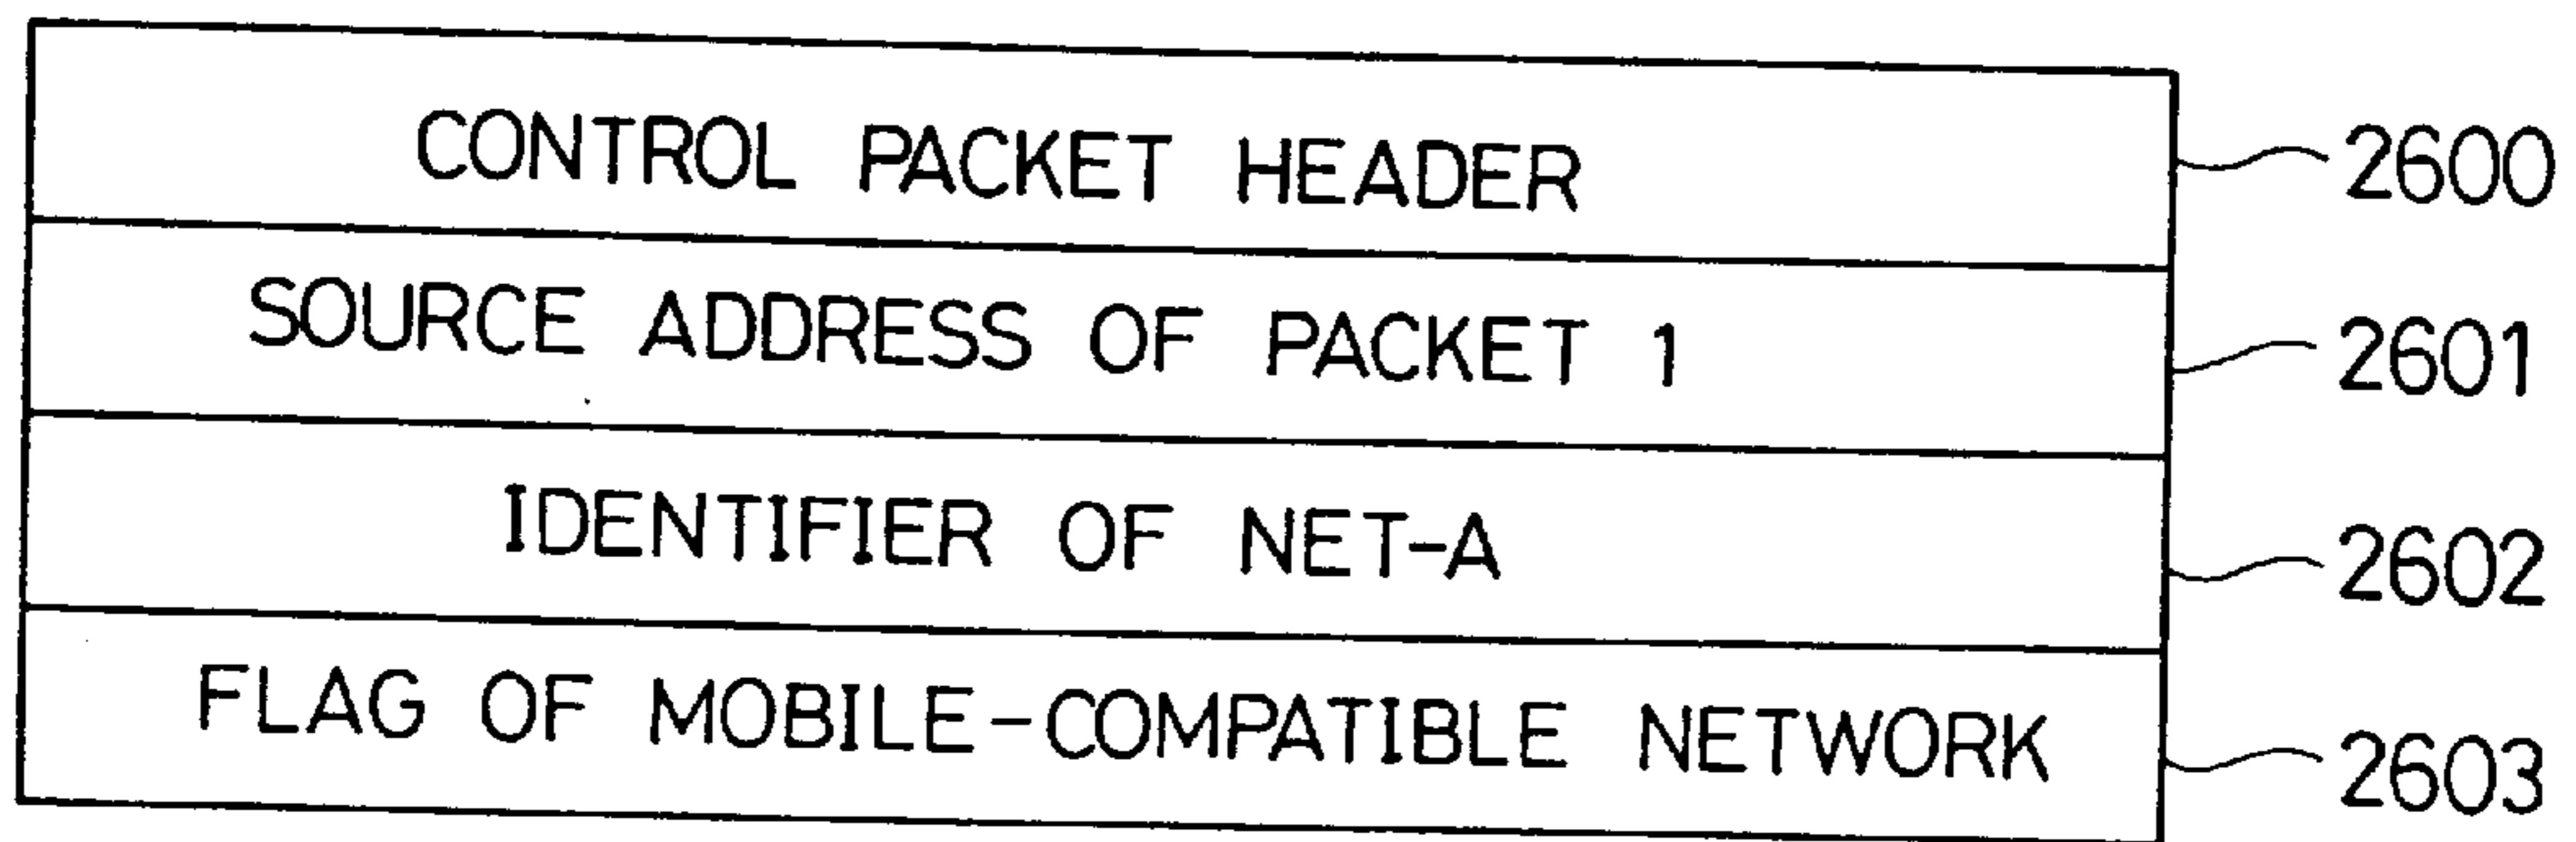 CONTROL PACKET HEADER 2600
SOURCE ADDRESS OF PACKET 1 2601
IDENTIFIER OF NET-A 2602
FLAG OF MOBILE-COMPATIBLE NETWORK 2603